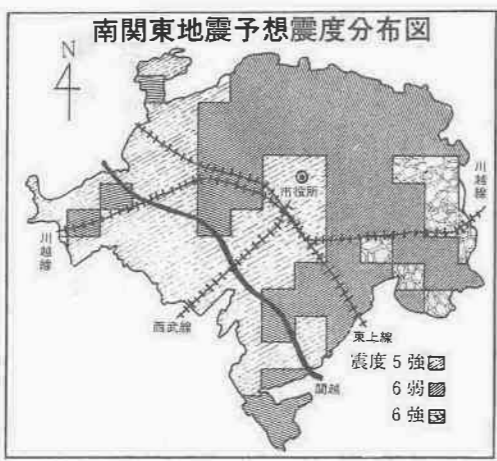 南関東地震予想震度分布図
N
市役所
川越線
川越線
西武線
東上線
関越
震度5強
6弱
6強